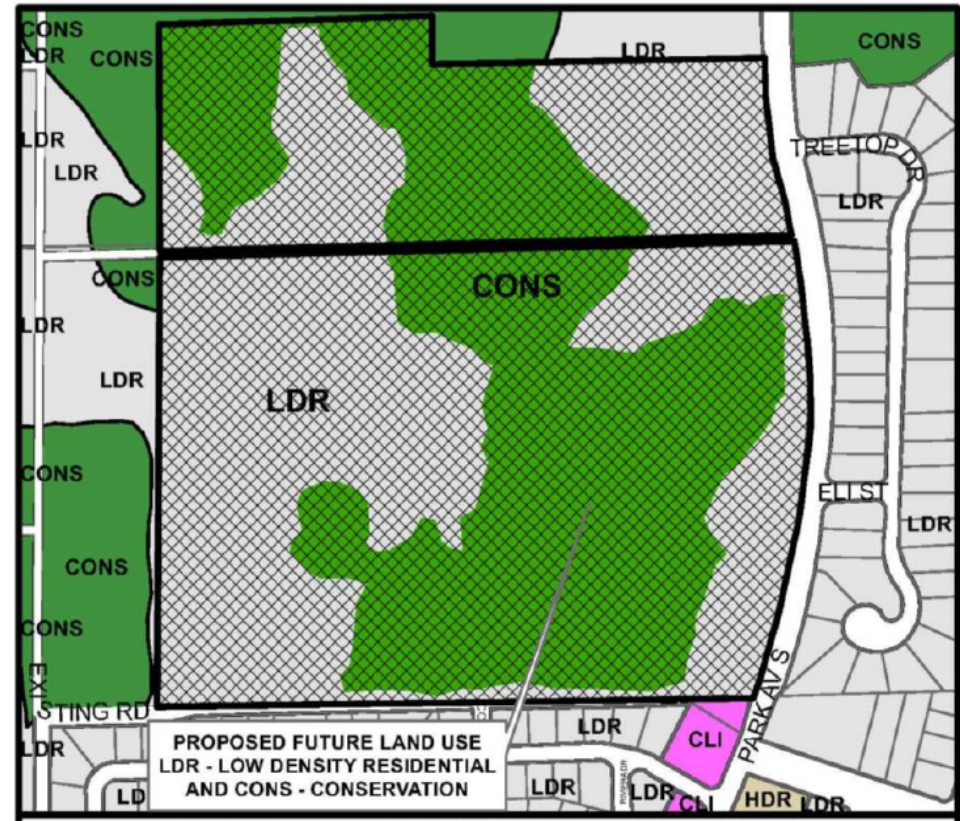 CONS
LDR
CONS
LDR
CONS
LDR
LDR
TREETOP DR
LDR
CONS
CONS
LDR
LDR
LDR
CONS
ELI ST
LDR
CONS
CONS
EXISTING RD
PARK AV S
LDR
CLI
LDR
PROPOSED FUTURE LAND USE
LDR - LOW DENSITY RESIDENTIAL
AND CONS - CONSERVATION
LD
LDR
LDR
CLI
HDR
LDR